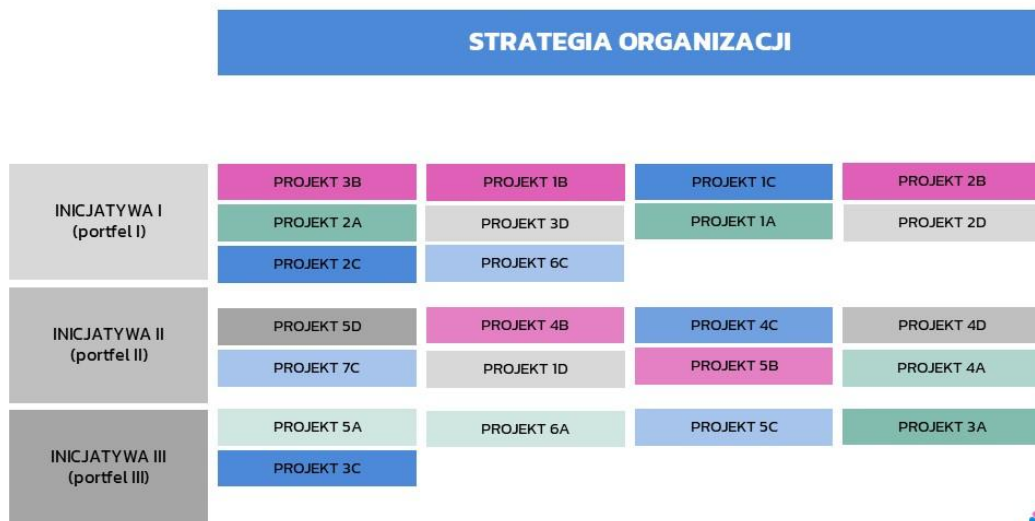 STRATEGIA ORGANIZACJI
INICJATYWA I
(portfel I)
PROJEKT 3B
PROJEKT 1B
PROJEKT 1C
PROJEKT 2B
PROJEKT 2A
PROJEKT 3D
PROJEKT 1A
PROJEKT 2D
PROJEKT 2C
PROJEKT 6C
INICJATYWA II
(portfel II)
PROJEKT 5D
PROJEKT 4B
PROJEKT 4C
PROJEKT 4D
PROJEKT 7C
PROJEKT 1D
PROJEKT 5B
PROJEKT 4A
INICJATYWA III
(portfel III)
PROJEKT 5A
PROJEKT 6A
PROJEKT 5C
PROJEKT 3A
PROJEKT 3C